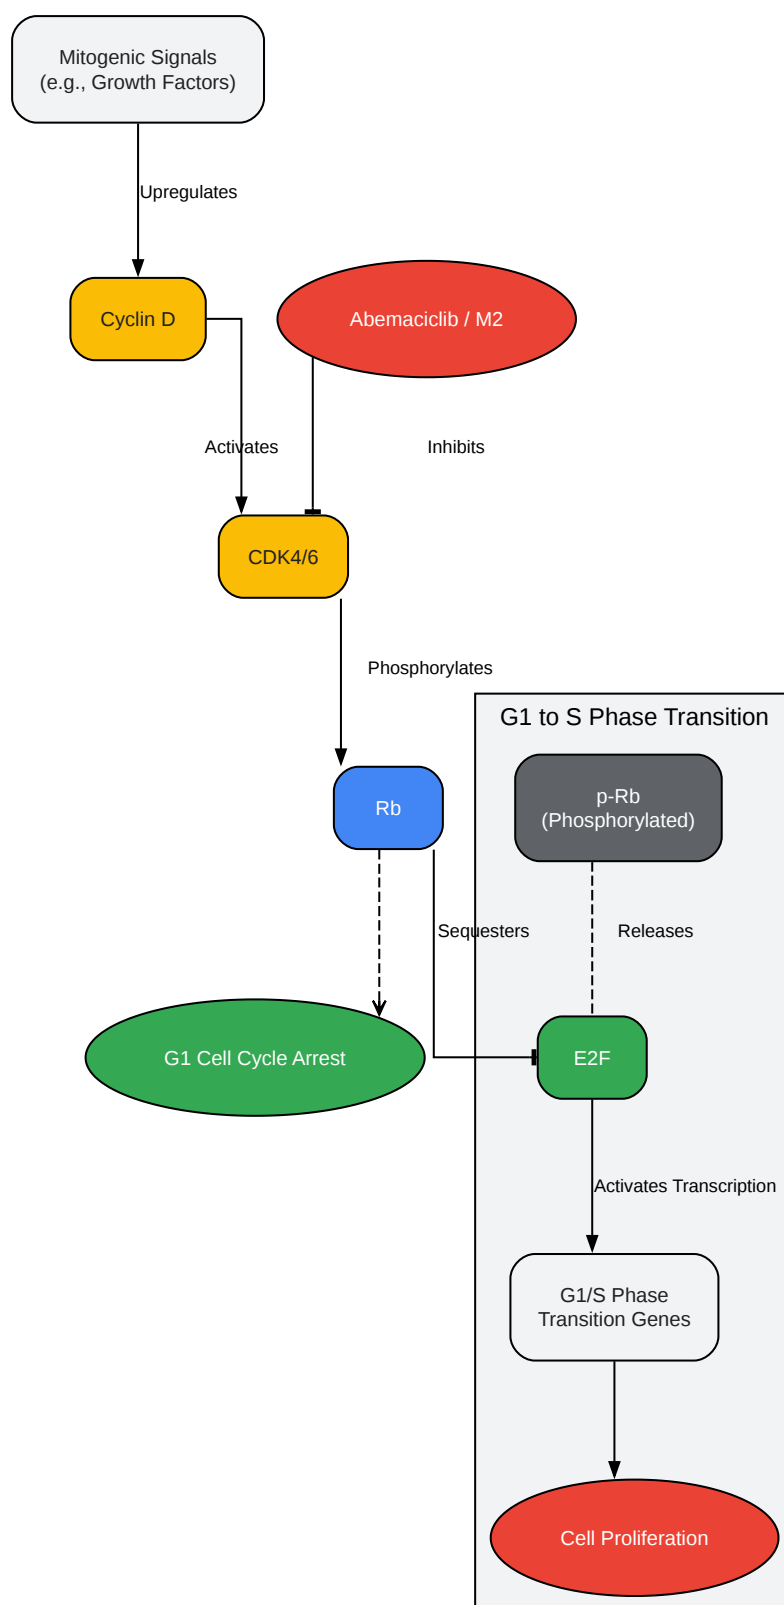 Mitogenic Signals
(e.g., Growth Factors)
Upregulates
Cyclin D
Abemaciclib / M2
Activates
Inhibits
CDK4/6
Phosphorylates
G1 to S Phase Transition
Rb
p-Rb
(Phosphorylated)
Sequesters
Releases
G1 Cell Cycle Arrest
E2F
Activates Transcription
G1/S Phase
Transition Genes
Cell Proliferation